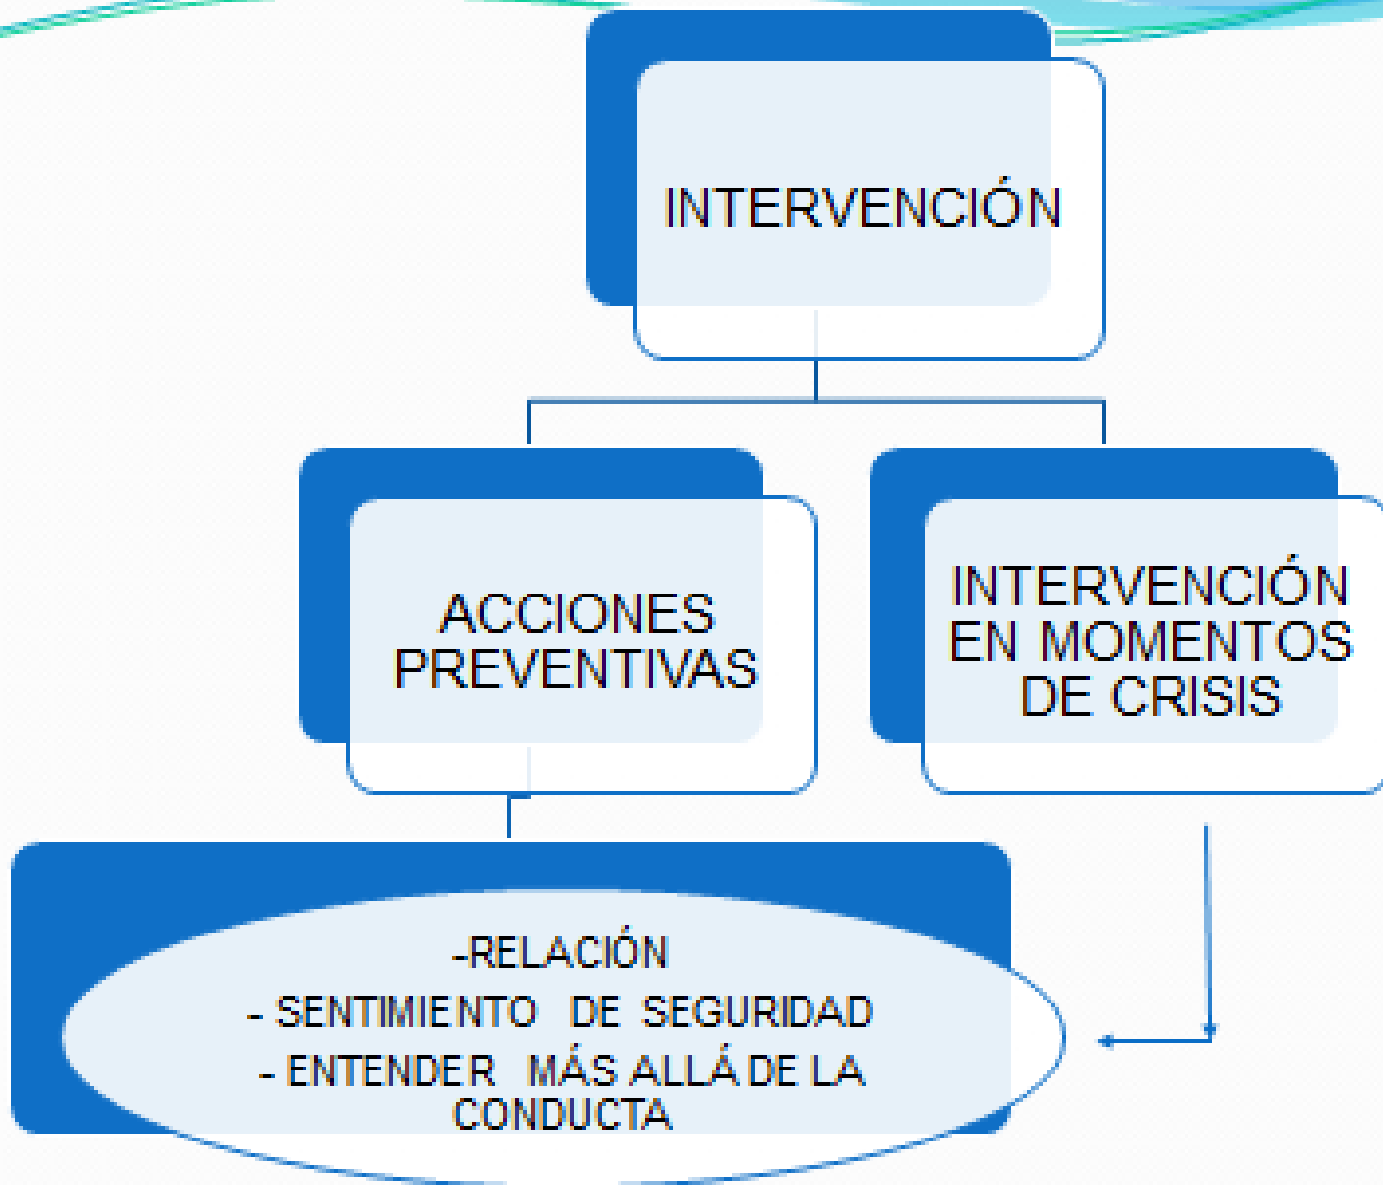 INTERVENCIÓN
ACCIONES
PREVENTIVAS
INTERVENCIÓN
EN MOMENTOS
DE CRISIS
-RELACIÓN
- SENTIMIENTO DE SEGURIDAD
- ENTENDER MÁS ALLÁ DE LA
CONDUCTA